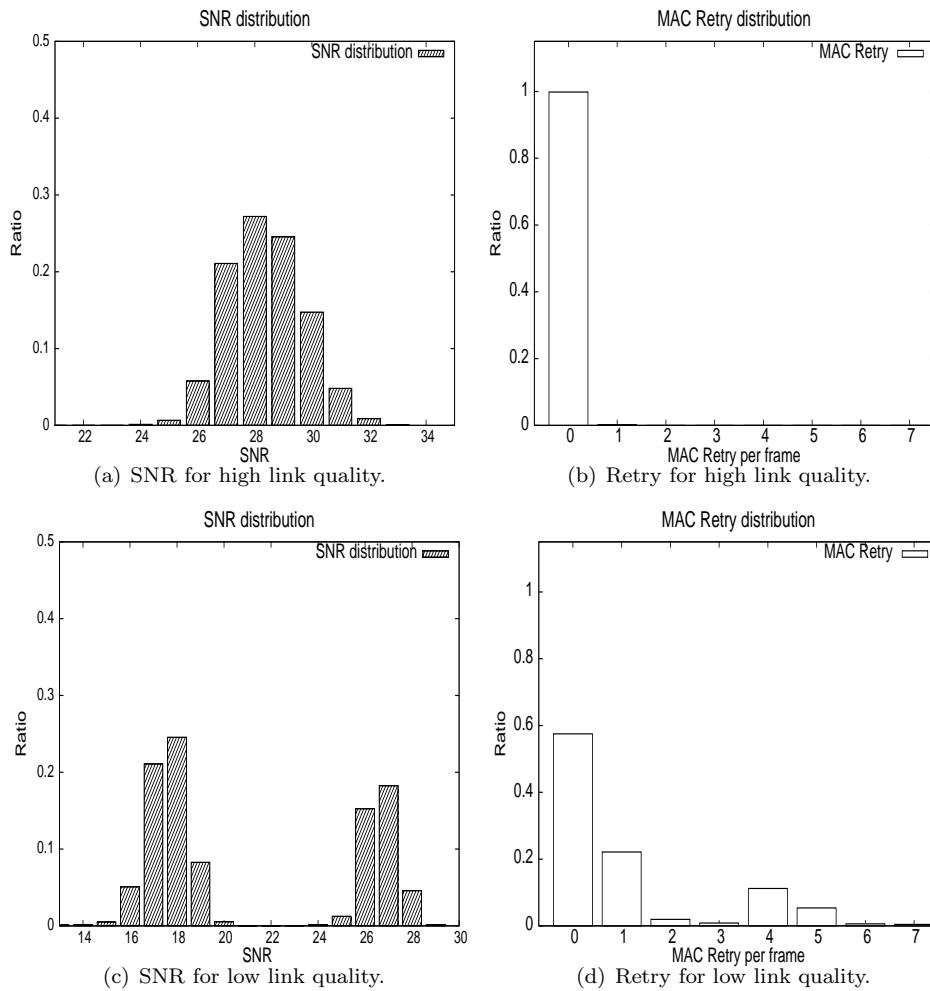 SNR distribution
SNR distribution
0.5
0.4
0.3
0.2
0.1
0
Ratio
22 24 26 28 30 32 34
SNR
(a) SNR for high link quality.
MAC Retry distribution
MAC Retry
1
0.8
0.6
0.4
0.2
0
Ratio
0 1 2 3 4 5 6 7
MAC Retry per frame
(b) Retry for high link quality.
SNR distribution
SNR distribution
0.5
0.4
0.3
0.2
0.1
0
Ratio
14 16 18 20 22 24 26 28 30
SNR
(c) SNR for low link quality.
MAC Retry distribution
MAC Retry
1
0.8
0.6
0.4
0.2
0
Ratio
0 1 2 3 4 5 6 7
MAC Retry per frame
(d) Retry for low link quality.